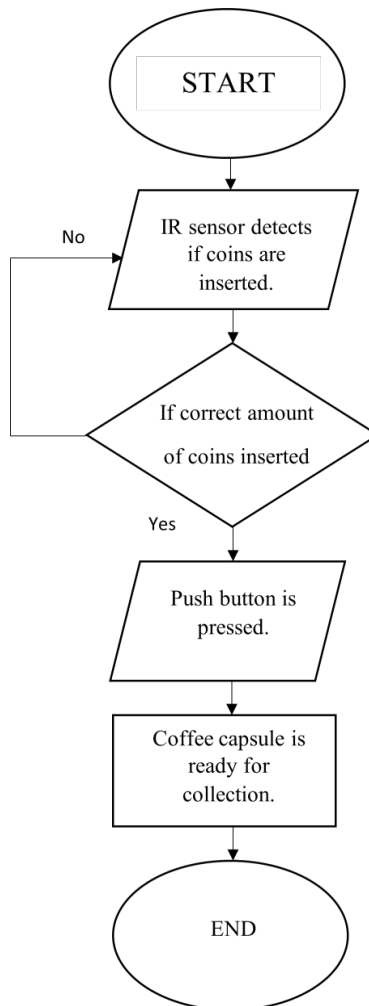 START
IR sensor detects
if coins are
inserted.
No
If correct amount
of coins inserted
Yes
Push button is
pressed.
Coffee capsule is
ready for
collection.
END